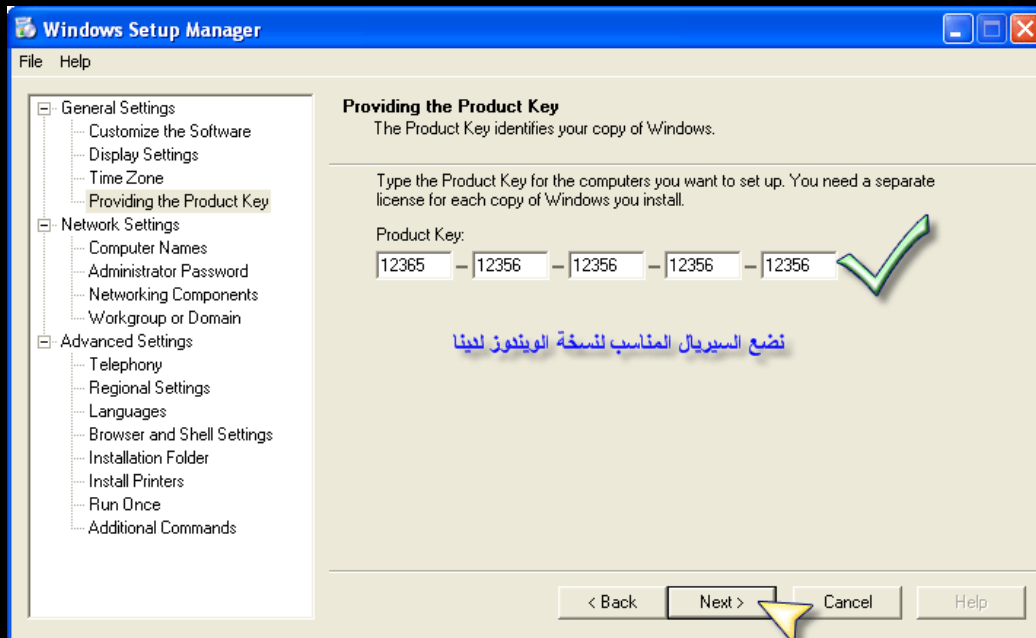 Windows Setup Manager
File Help
General Settings
Customize the Software
Display Settings
Time Zone
Providing the Product Key
Network Settings
Computer Names
Administrator Password
Networking Components
Workgroup or Domain
Advanced Settings
Telephony
Regional Settings
Languages
Browser and Shell Settings
Installation Folder
Install Printers
Run Once
Additional Commands
Providing the Product Key
The Product Key identifies your copy of Windows.
Type the Product Key for the computers you want to set up. You need a separate
license for each copy of Windows you install.
Product Key:
12365 – 12356 – 12356 – 12356 – 12356
نضع السيريال المناسب لنسخة الويندوز لدينا
< Back Next > Cancel Help